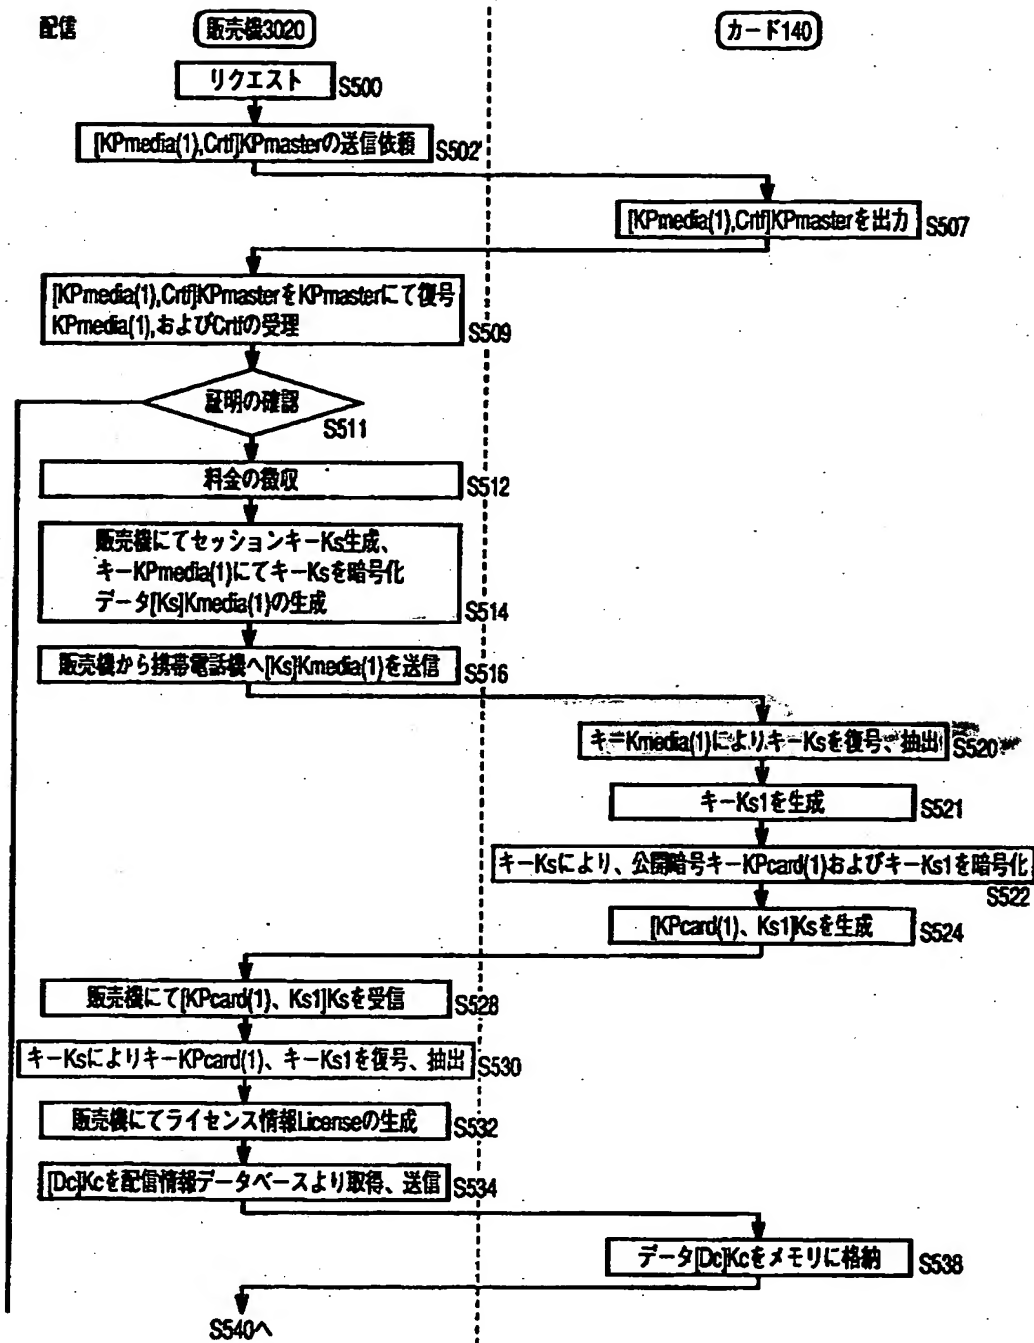 配信
販売機3020
カード140
リクエスト
S500
[KPmedia(1),Crtf]KPmasterの送信依頼
S502'
[KPmedia(1),Crtf]KPmasterを出力
S507
[KPmedia(1),Crtf]KPmasterをKPmasterにて復号
KPmedia(1),およびCrtfの受理
S509
証明の確認
S511
料金の徴収
S512
販売機にてセッションキーKs生成、
キーKPmedia(1)にてキーKsを暗号化
データ[Ks]Kmedia(1)の生成
S514
販売機から携帯電話機へ[Ks]Kmedia(1)を送信
S516
キーKmedia(1)によりキーKsを復号、抽出
S520
キーKs1を生成
S521
キーKsにより、公開暗号キーKPcard(1)およびキーKs1を暗号化
S522
[KPcard(1)、Ks1]Ksを生成
S524
販売機にて[KPcard(1)、Ks1]Ksを受信
S528
キーKsによりキーKPcard(1)、キーKs1を復号、抽出
S530
販売機にてライセンス情報Licenseの生成
S532
[Dc]Kcを配信情報データベースより取得、送信
S534
データ[Dc]Kcをメモリに格納
S538
S540へ